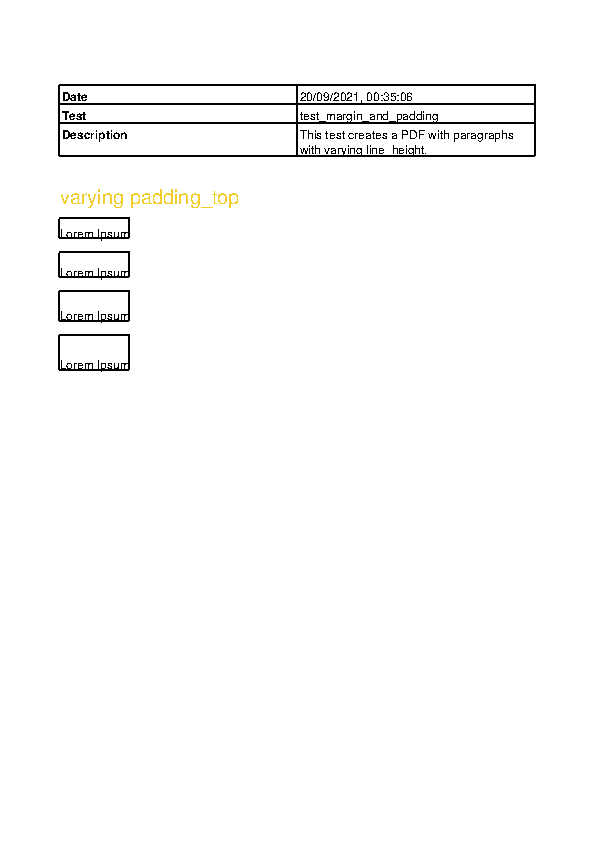 Date 20/09/2021, 00:35:06
Test test_margin_and_padding
Description This test creates a PDF with paragraphs
with varying line_height.
varying padding_top
Lorem Ipsum
Lorem Ipsum
Lorem Ipsum
Lorem Ipsum